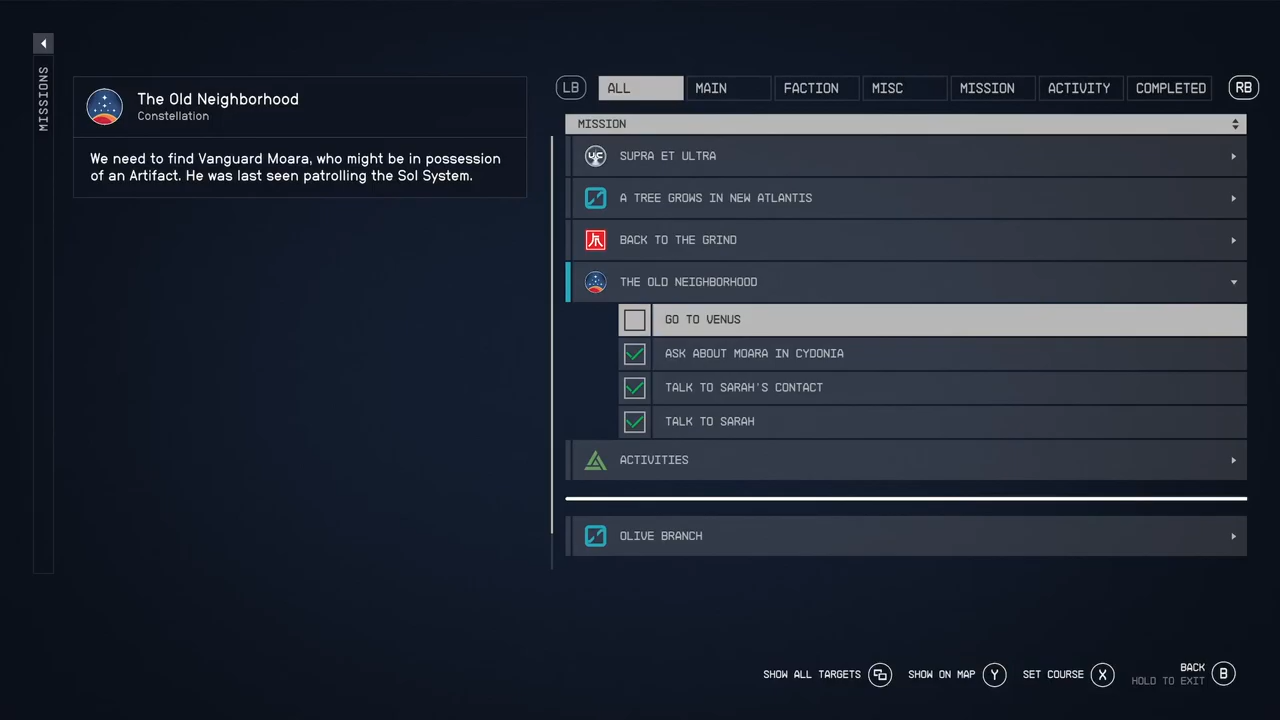 MISSIONS
The Old Neighborhood
Constellation
We need to find Vanguard Moara, who might be in possession
of an Artifact. He was last seen patrolling the Sol System.
LB ALL MAIN FACTION MISC MISSION ACTIVITY COMPLETED RB
MISSION
UC SUPRA ET ULTRA
A TREE GROWS IN NEW ATLANTIS
BACK TO THE GRIND
THE OLD NEIGHBORHOOD
GO TO VENUS
ASK ABOUT MOARA IN CYDONIA
TALK TO SARAH'S CONTACT
TALK TO SARAH
ACTIVITIES
OLIVE BRANCH
SHOW ALL TARGETS SHOW ON MAP Y SET COURSE X BACK B
HOLD TO EXIT